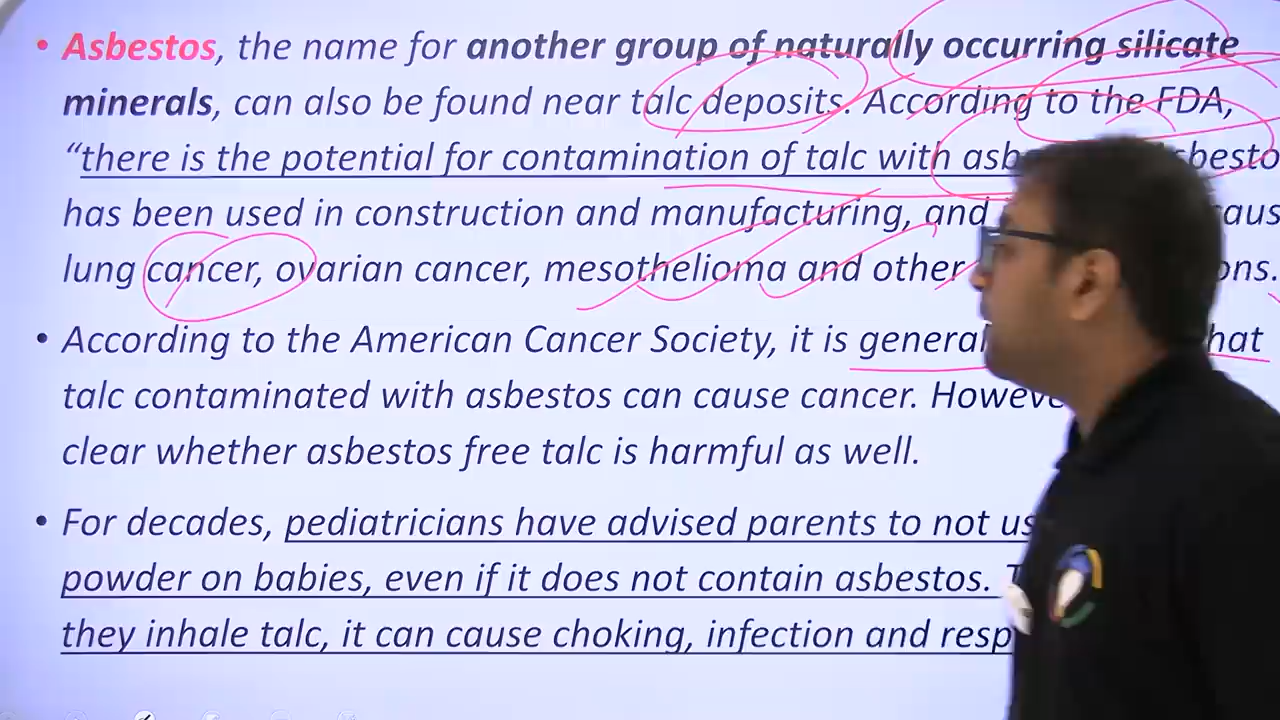 • Asbestos, the name for another group of naturally occurring silicate
minerals, can also be found near talc deposits. According to the FDA,
“there is the potential for contamination of talc with
has been used in construction and manufacturing, and
lung cancer, ovarian cancer, mesothelioma and other
• According to the American Cancer Society, it is
talc contaminated with asbestos can cause cancer.
clear whether asbestos free talc is harmful as well.
• For decades, pediatricians have advised parents to not
powder on babies, even if it does not contain asbestos.
they inhale talc, it can cause choking, infection and